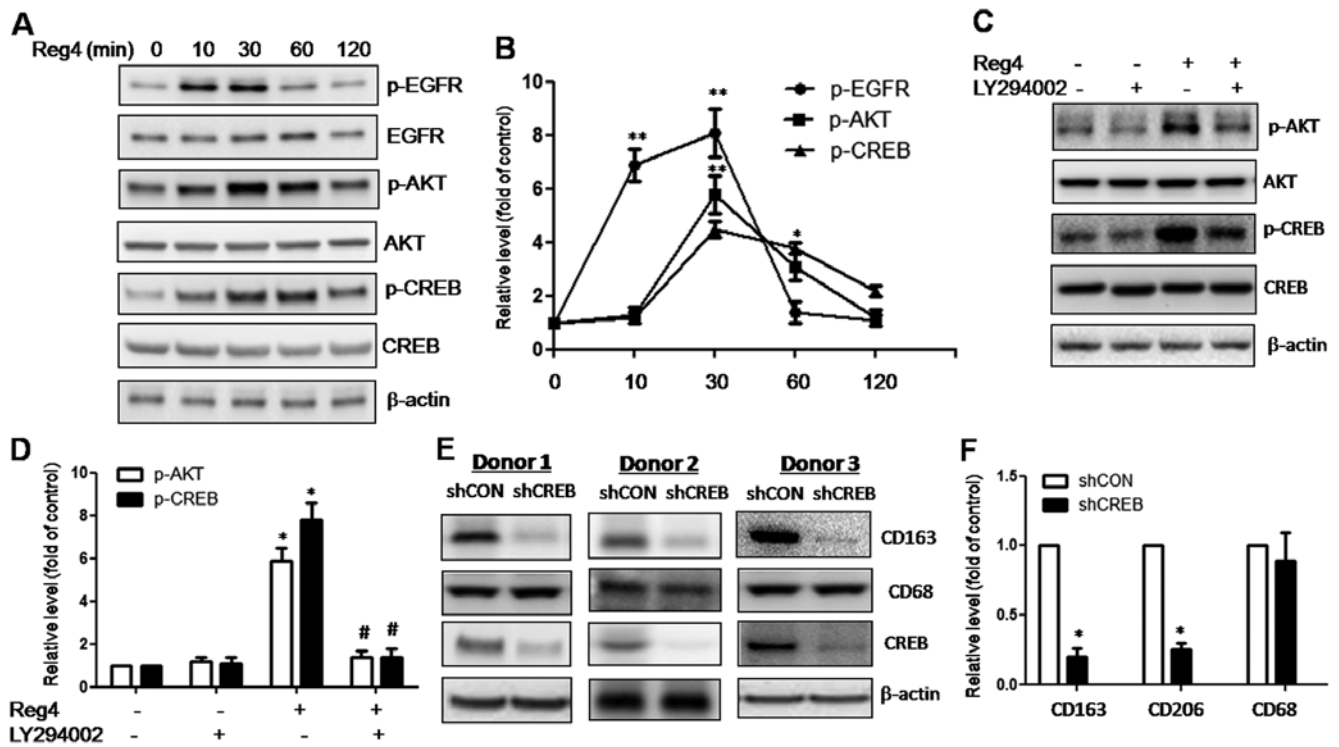 A
Reg4 (min) 0 10 30 60 120
p-EGFR
EGFR
p-AKT
AKT
p-CREB
CREB
β-actin
B
Relative level (fold of control)
10
8
6
4
2
0
p-EGFR
p-AKT
p-CREB
**
**
**
*
0 10 30 60 120
C
Reg4 - - + +
LY294002 - + - +
p-AKT
AKT
p-CREB
CREB
β-actin
D
Relative level (fold of control)
10
8
6
4
2
0
p-AKT
p-CREB
* *
# #
Reg4 - - + +
LY294002 - + - +
E
Donor 1 Donor 2 Donor 3
shCON shCREB shCON shCREB shCON shCREB
CD163
CD68
CREB
β-actin
F
Relative level (fold of control)
1.5
1.0
0.5
0.0
shCON
shCREB
* *
CD163 CD206 CD68